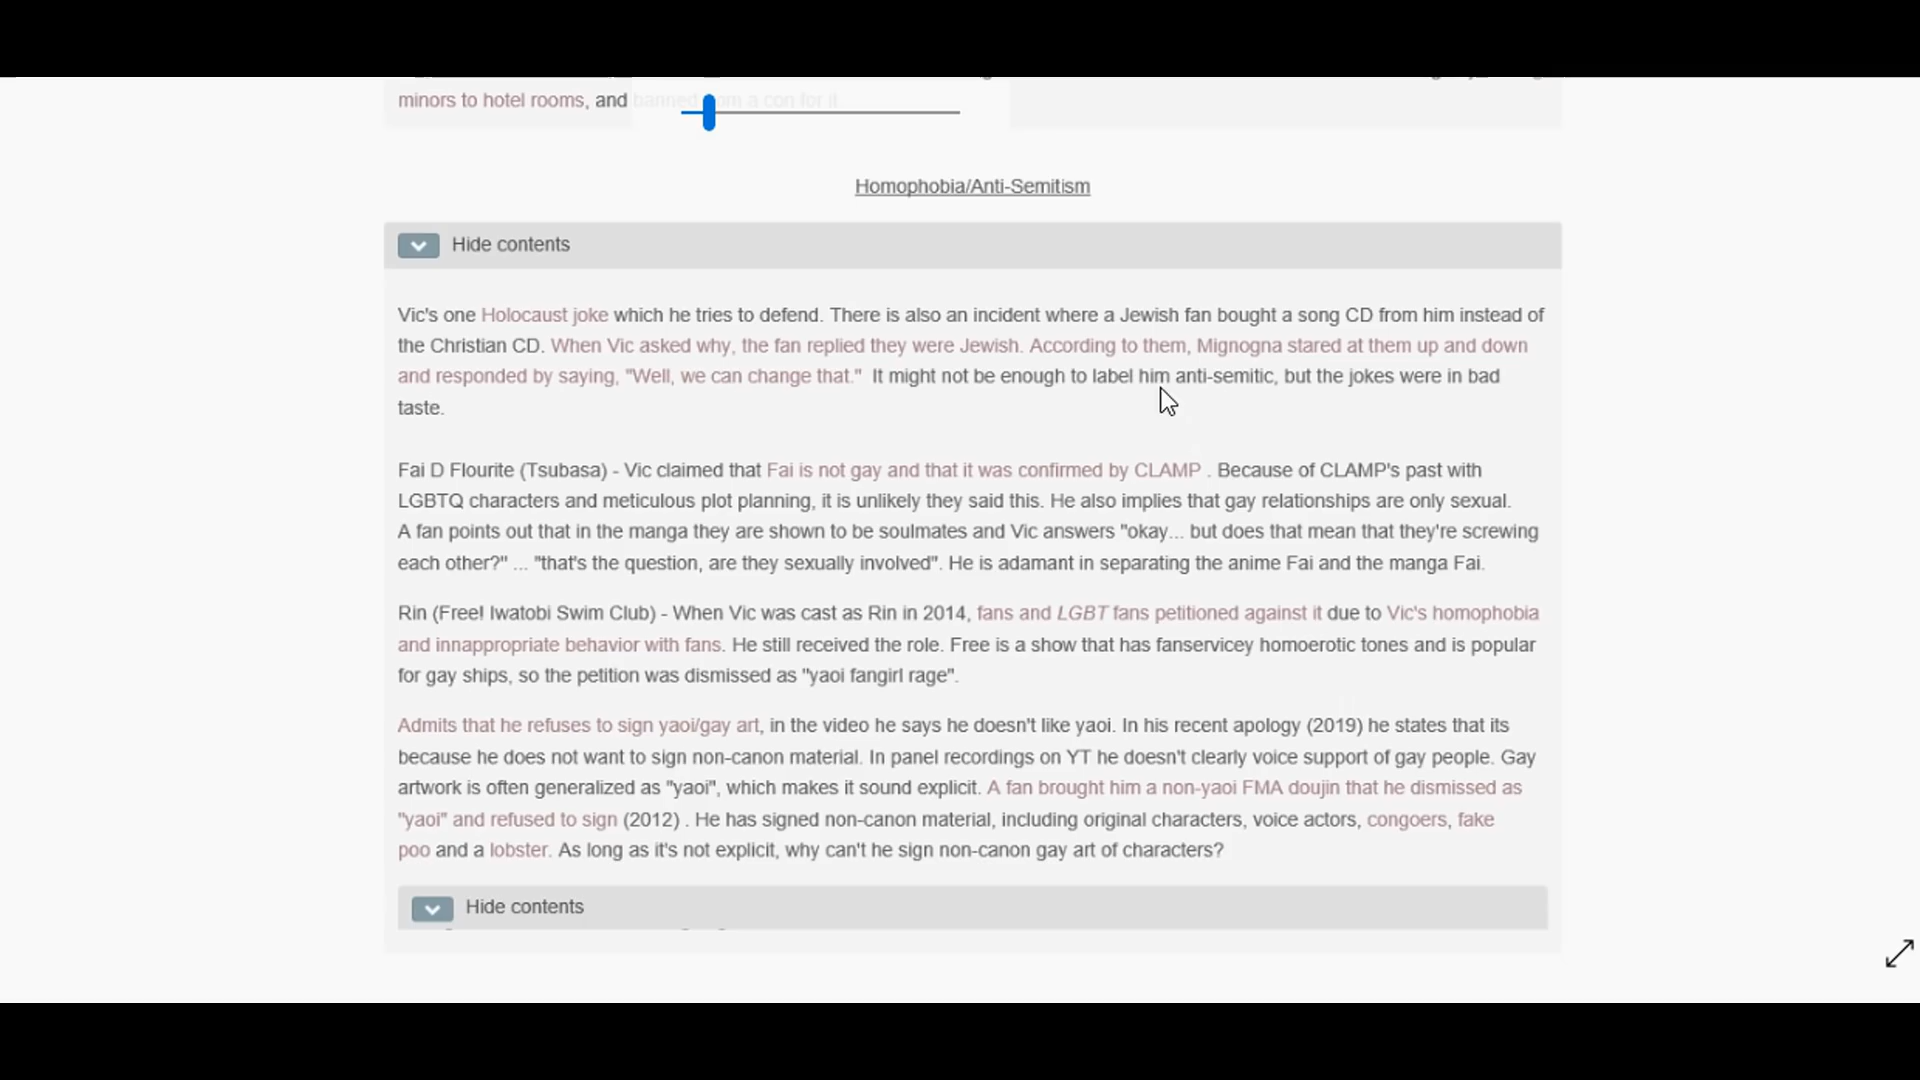 minors to hotel rooms, and banned from a con for it
Homophobia/Anti-Semitism
Hide contents
Vic's one Holocaust joke which he tries to defend. There is also an incident where a Jewish fan bought a song CD from him instead of
the Christian CD. When Vic asked why, the fan replied they were Jewish. According to them, Mignogna stared at them up and down
and responded by saying, "Well, we can change that." It might not be enough to label him anti-semitic, but the jokes were in bad
taste.
Fai D Flourite (Tsubasa) - Vic claimed that Fai is not gay and that it was confirmed by CLAMP . Because of CLAMP's past with
LGBTQ characters and meticulous plot planning, it is unlikely they said this. He also implies that gay relationships are only sexual.
A fan points out that in the manga they are shown to be soulmates and Vic answers "okay... but does that mean that they're screwing
each other?" ... "that's the question, are they sexually involved". He is adamant in separating the anime Fai and the manga Fai.
Rin (Free! Iwatobi Swim Club) - When Vic was cast as Rin in 2014, fans and LGBT fans petitioned against it due to Vic's homophobia
and innappropriate behavior with fans. He still received the role. Free is a show that has fanservicey homoerotic tones and is popular
for gay ships, so the petition was dismissed as "yaoi fangirl rage".
Admits that he refuses to sign yaoi/gay art, in the video he says he doesn't like yaoi. In his recent apology (2019) he states that its
because he does not want to sign non-canon material. In panel recordings on YT he doesn't clearly voice support of gay people. Gay
artwork is often generalized as "yaoi", which makes it sound explicit. A fan brought him a non-yaoi FMA doujin that he dismissed as
"yaoi" and refused to sign (2012) . He has signed non-canon material, including original characters, voice actors, congoers, fake
poo and a lobster. As long as it's not explicit, why can't he sign non-canon gay art of characters?
Hide contents